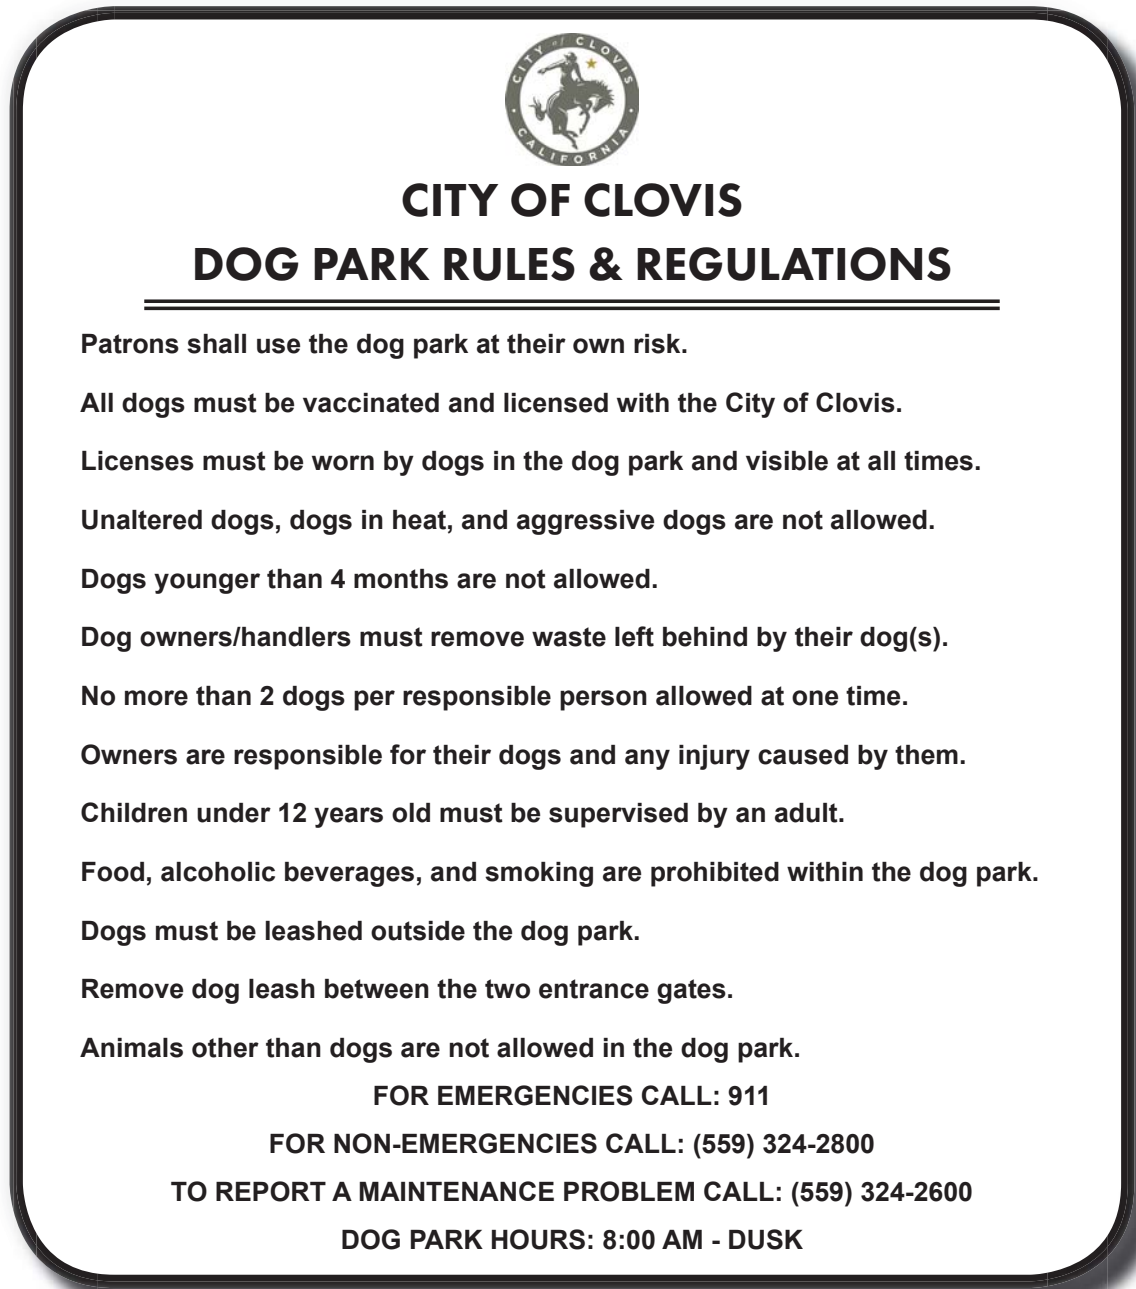 CITY of CLOVIS
CALIFORNIA
CITY OF CLOVIS
DOG PARK RULES & REGULATIONS
Patrons shall use the dog park at their own risk.
All dogs must be vaccinated and licensed with the City of Clovis.
Licenses must be worn by dogs in the dog park and visible at all times.
Unaltered dogs, dogs in heat, and aggressive dogs are not allowed.
Dogs younger than 4 months are not allowed.
Dog owners/handlers must remove waste left behind by their dog(s).
No more than 2 dogs per responsible person allowed at one time.
Owners are responsible for their dogs and any injury caused by them.
Children under 12 years old must be supervised by an adult.
Food, alcoholic beverages, and smoking are prohibited within the dog park.
Dogs must be leashed outside the dog park.
Remove dog leash between the two entrance gates.
Animals other than dogs are not allowed in the dog park.
FOR EMERGENCIES CALL: 911
FOR NON-EMERGENCIES CALL: (559) 324-2800
TO REPORT A MAINTENANCE PROBLEM CALL: (559) 324-2600
DOG PARK HOURS: 8:00 AM - DUSK